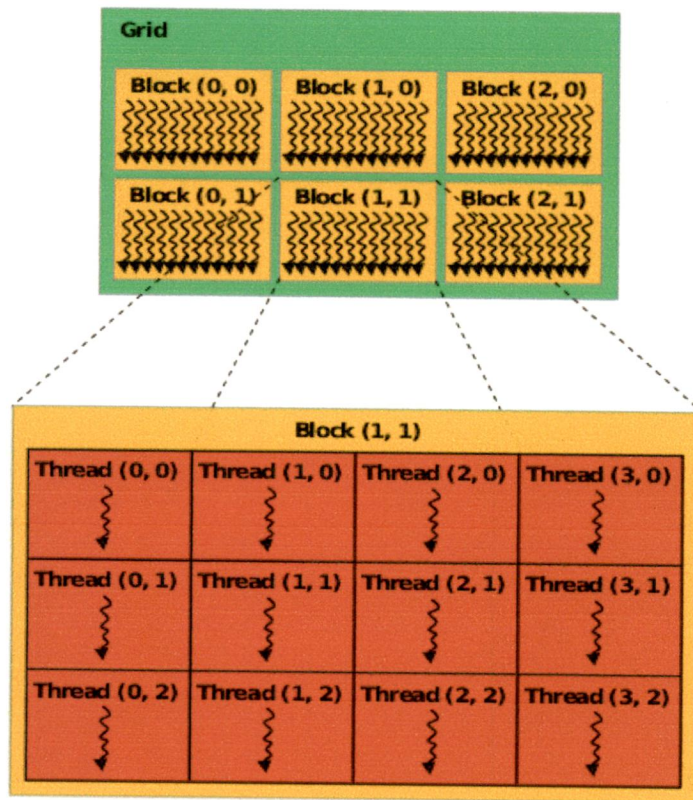 Grid
Block (0, 0) Block (1, 0) Block (2, 0)
Block (0, 1) Block (1, 1) Block (2, 1)
Block (1, 1)
Thread (0, 0) Thread (1, 0) Thread (2, 0) Thread (3, 0)
Thread (0, 1) Thread (1, 1) Thread (2, 1) Thread (3, 1)
Thread (0, 2) Thread (1, 2) Thread (2, 2) Thread (3, 2)